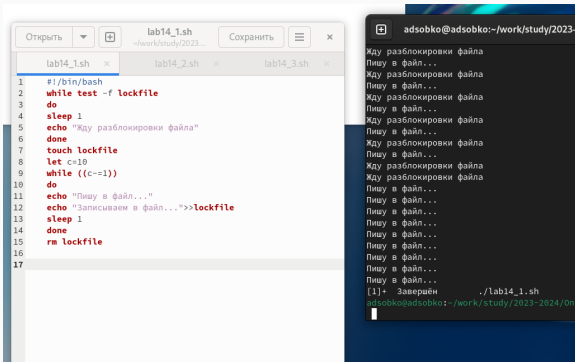 Открыть
lab14_1.sh
~/work/study/2023...
Сохранить
lab14_1.sh
lab14_2.sh
lab14_3.sh
1 #!/bin/bash
2 while test -f lockfile
3 do
4 sleep 1
5 echo "Жду разблокировки файла"
6 done
7 touch lockfile
8 let c=10
9 while ((c-=1))
10 do
11 echo "Пишу в файл..."
12 echo "Записываем в файл...">>lockfile
13 sleep 1
14 done
15 rm lockfile
16
17
adsobko@adsobko:~/work/study/2023-
Жду разблокировки файла
Пишу в файл...
Жду разблокировки файла
Пишу в файл...
Жду разблокировки файла
Пишу в файл...
Жду разблокировки файла
Пишу в файл...
Жду разблокировки файла
Пишу в файл...
Жду разблокировки файла
Жду разблокировки файла
Пишу в файл...
Пишу в файл...
Пишу в файл...
Пишу в файл...
Пишу в файл...
Пишу в файл...
Пишу в файл...
Пишу в файл...
Пишу в файл...
[1]+ Завершён ./lab14_1.sh
adsobko@adsobko:~/work/study/2023-2024/Оп